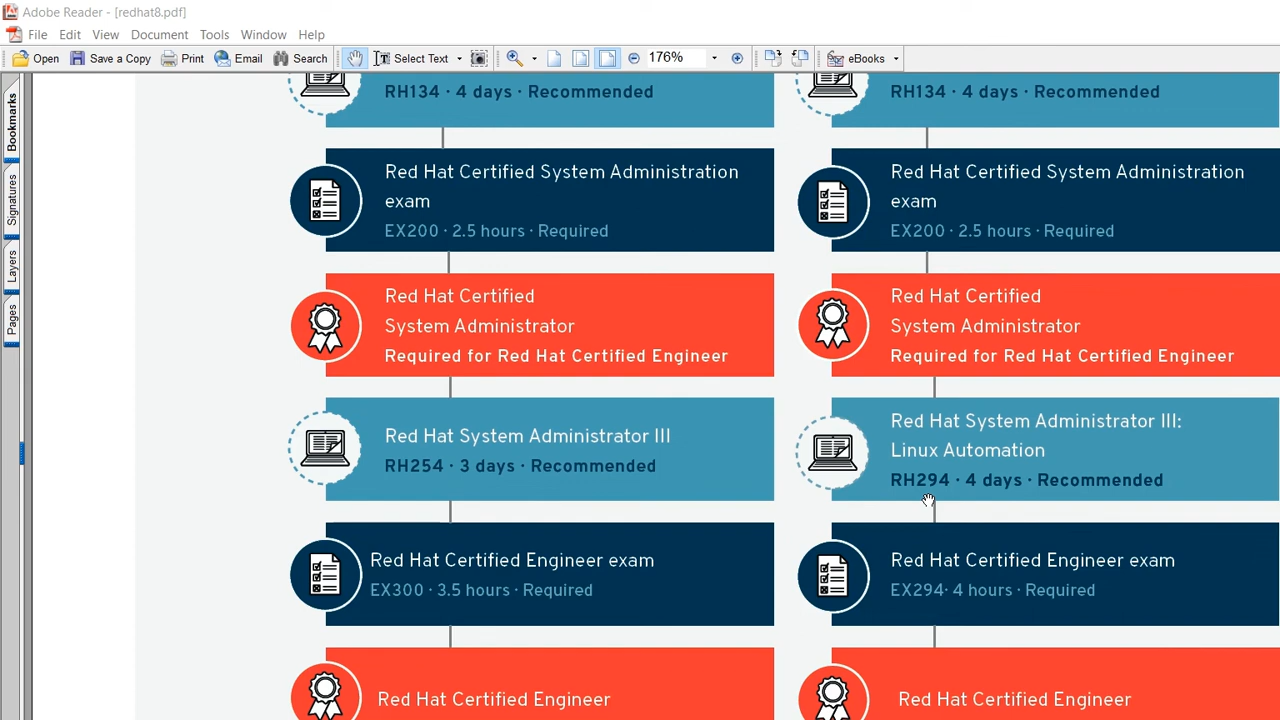 Adobe Reader - [redhat8.pdf]
File Edit View Document Tools Window Help
Open Save a Copy Print Email Search Select Text 176% eBooks
Bookmarks
Signatures
Layers
Pages
RH134 · 4 days · Recommended
Red Hat Certified System Administration
exam
EX200 · 2.5 hours · Required
Red Hat Certified
System Administrator
Required for Red Hat Certified Engineer
Red Hat System Administrator III
RH254 · 3 days · Recommended
Red Hat Certified Engineer exam
EX300 · 3.5 hours · Required
Red Hat Certified Engineer
RH134 · 4 days · Recommended
Red Hat Certified System Administration
exam
EX200 · 2.5 hours · Required
Red Hat Certified
System Administrator
Required for Red Hat Certified Engineer
Red Hat System Administrator III:
Linux Automation
RH294 · 4 days · Recommended
Red Hat Certified Engineer exam
EX294· 4 hours · Required
Red Hat Certified Engineer